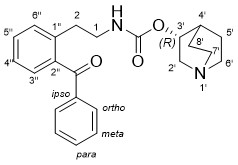 6'' 2 H O 4'
5'' 1'' 1 N O 3' 5'
(R) 8' 7'
4'' 2'' O 2' 6'
3'' N
ipso ortho 1'
meta
para